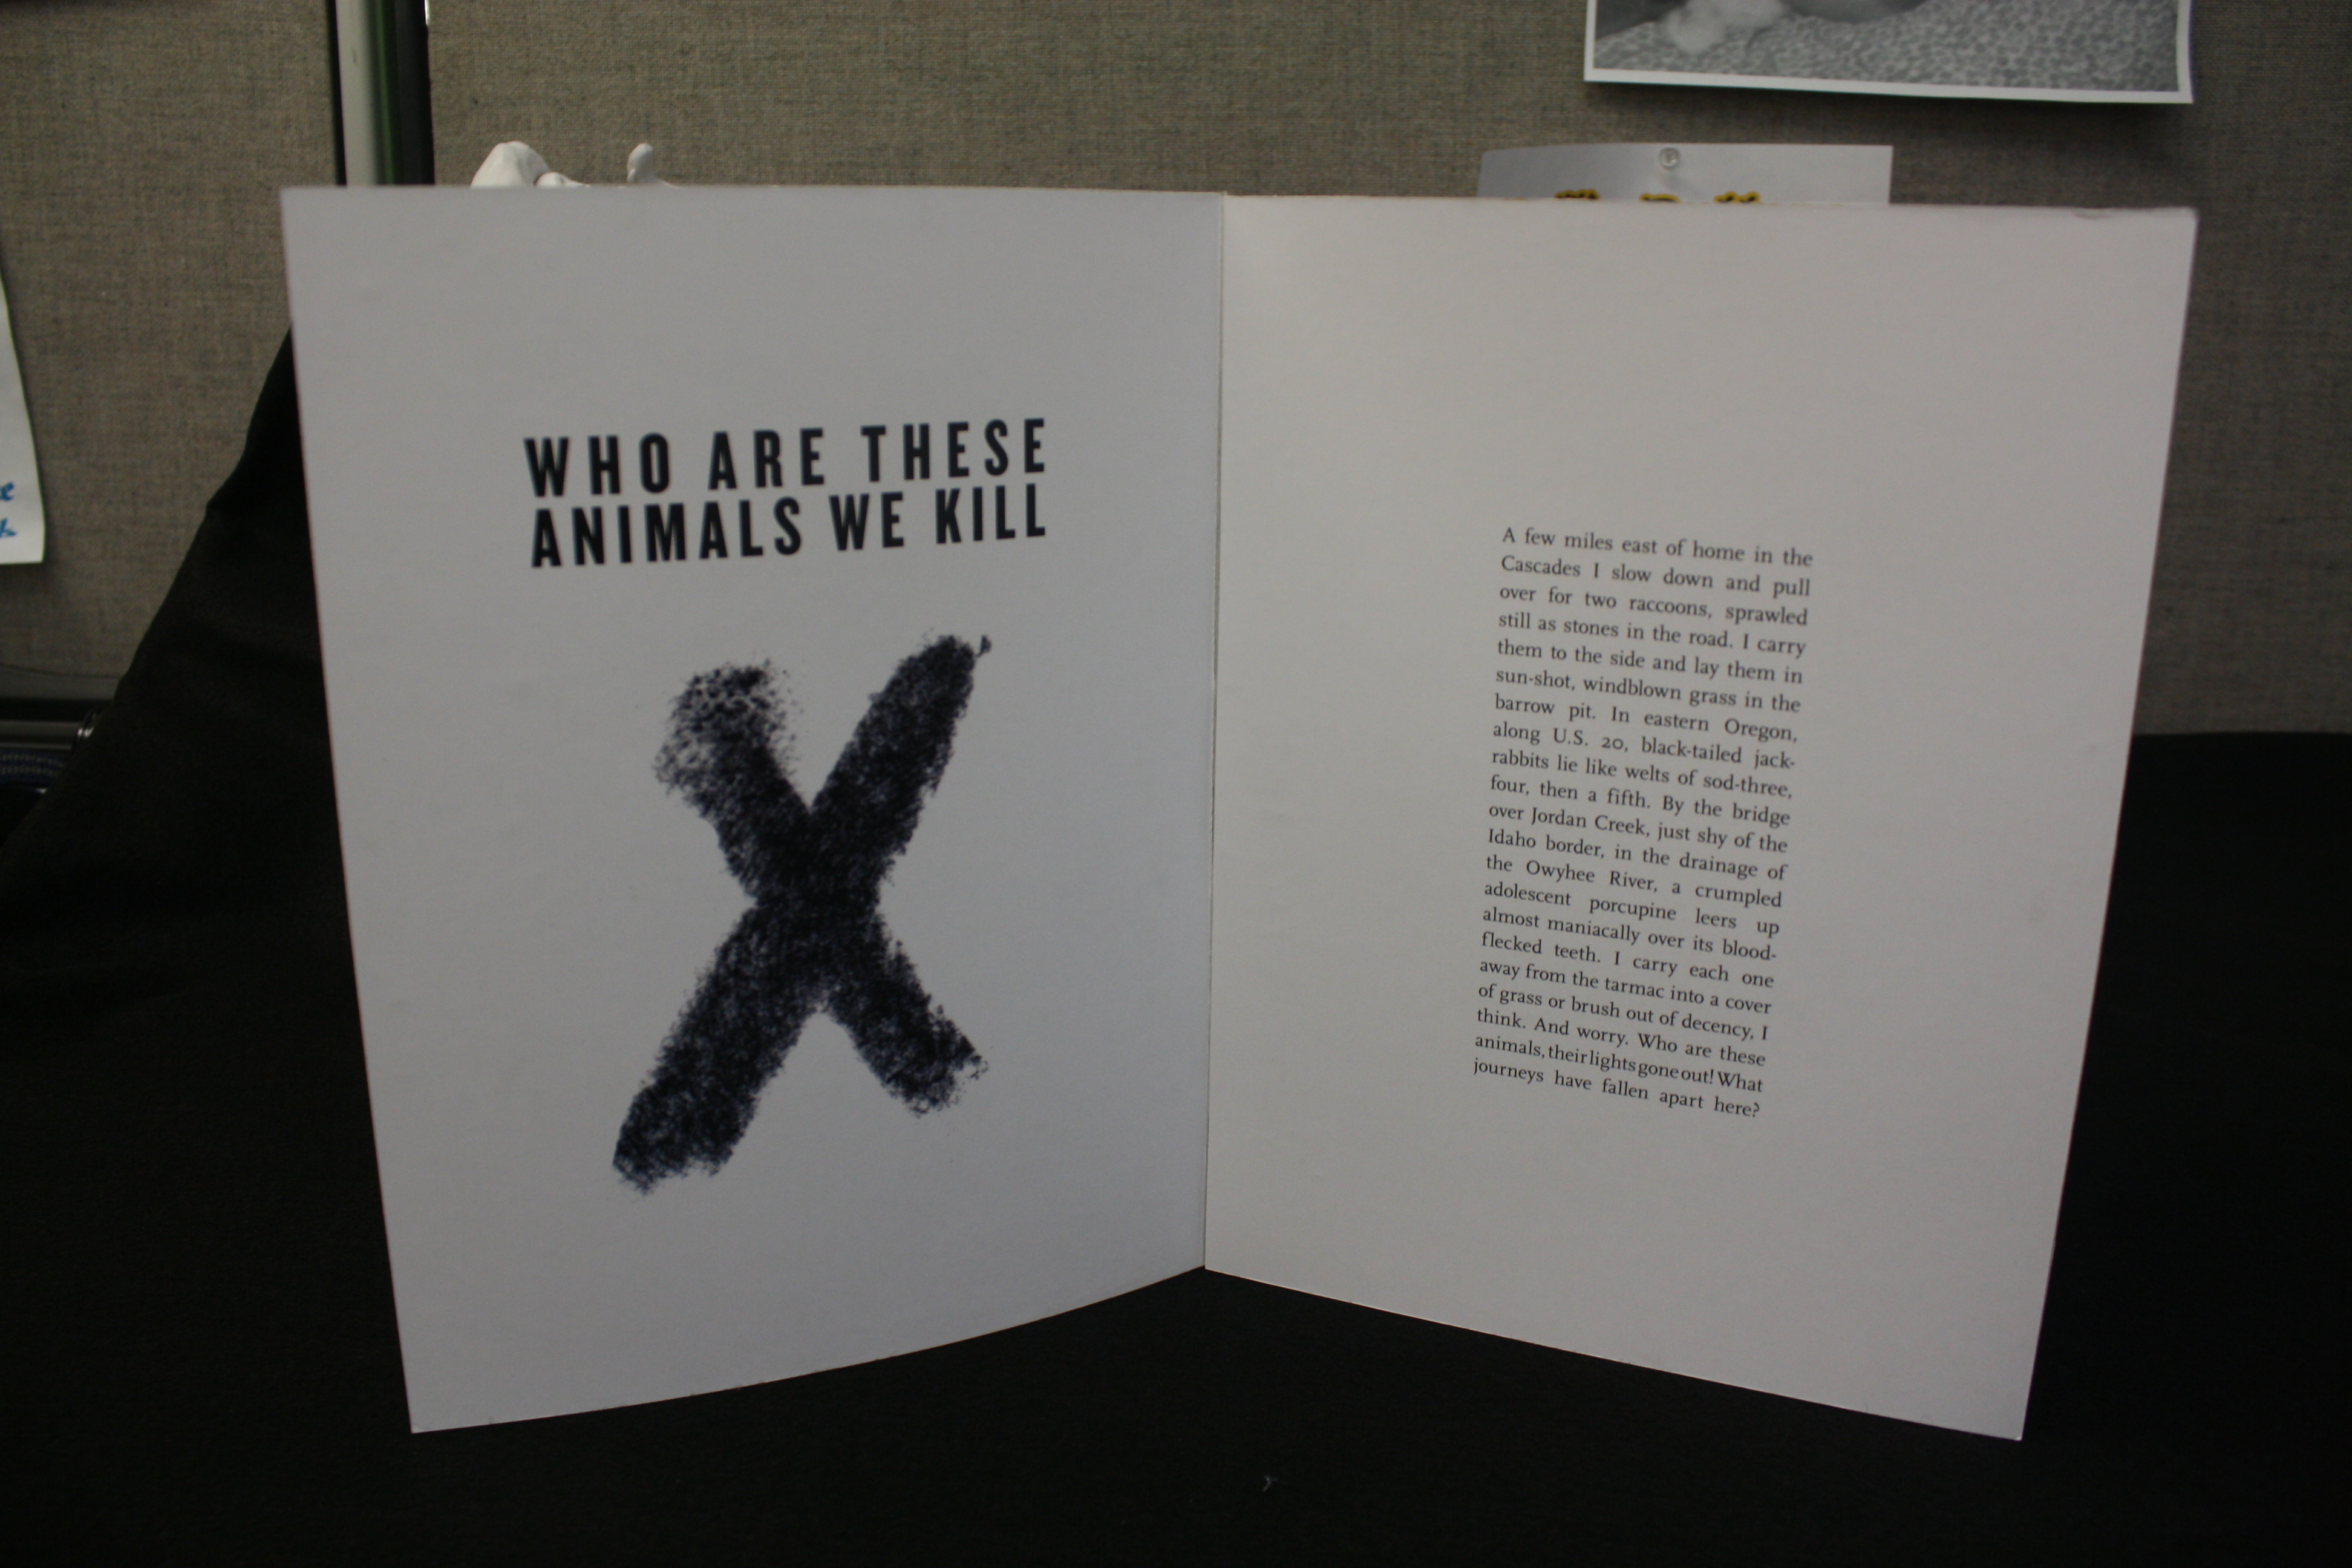 WHO ARE THESE
ANIMALS WE KILL
A few miles east of home in the
Cascades I slow down and pull
over for two raccoons, sprawled
still as stones in the road. I carry
them to the side and lay them in
sun-shot, windblown grass in the
barrow pit. In eastern Oregon,
along U.S. 20, black-tailed jack-
rabbits lie like welts of sod-three,
four, then a fifth. By the bridge
over Jordan Creek, just shy of the
Idaho border, in the drainage of
the Owyhee River, a crumpled
adolescent porcupine leers up
almost maniacally over its blood-
flecked teeth. I carry each one
away from the tarmac into a cover
of grass or brush out of decency, I
think. And worry. Who are these
animals, their lights gone out! What
journeys have fallen apart here?